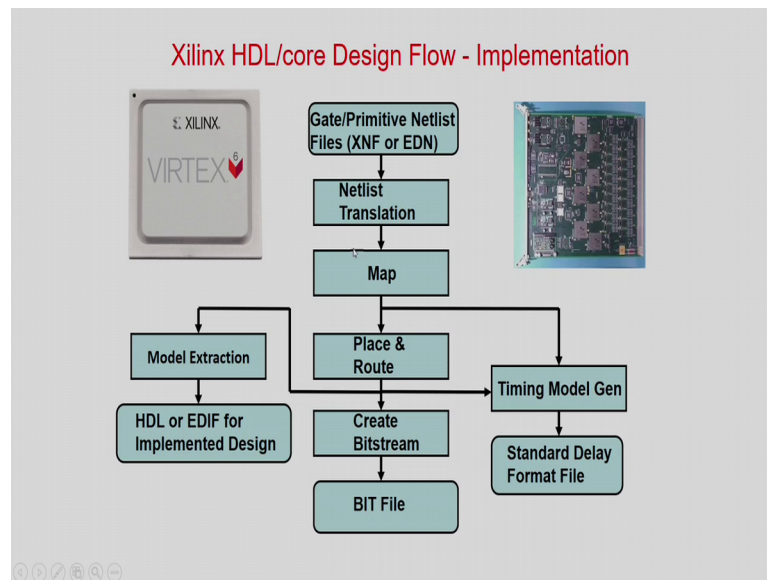 Xilinx HDL/core Design Flow - Implementation
XILINX
VIRTEX 6
Gate/Primitive Netlist
Files (XNF or EDN)
Netlist
Translation
Map
Model Extraction
Place &
Route
Timing Model Gen
HDL or EDIF for
Implemented Design
Create
Bitstream
Standard Delay
Format File
BIT File